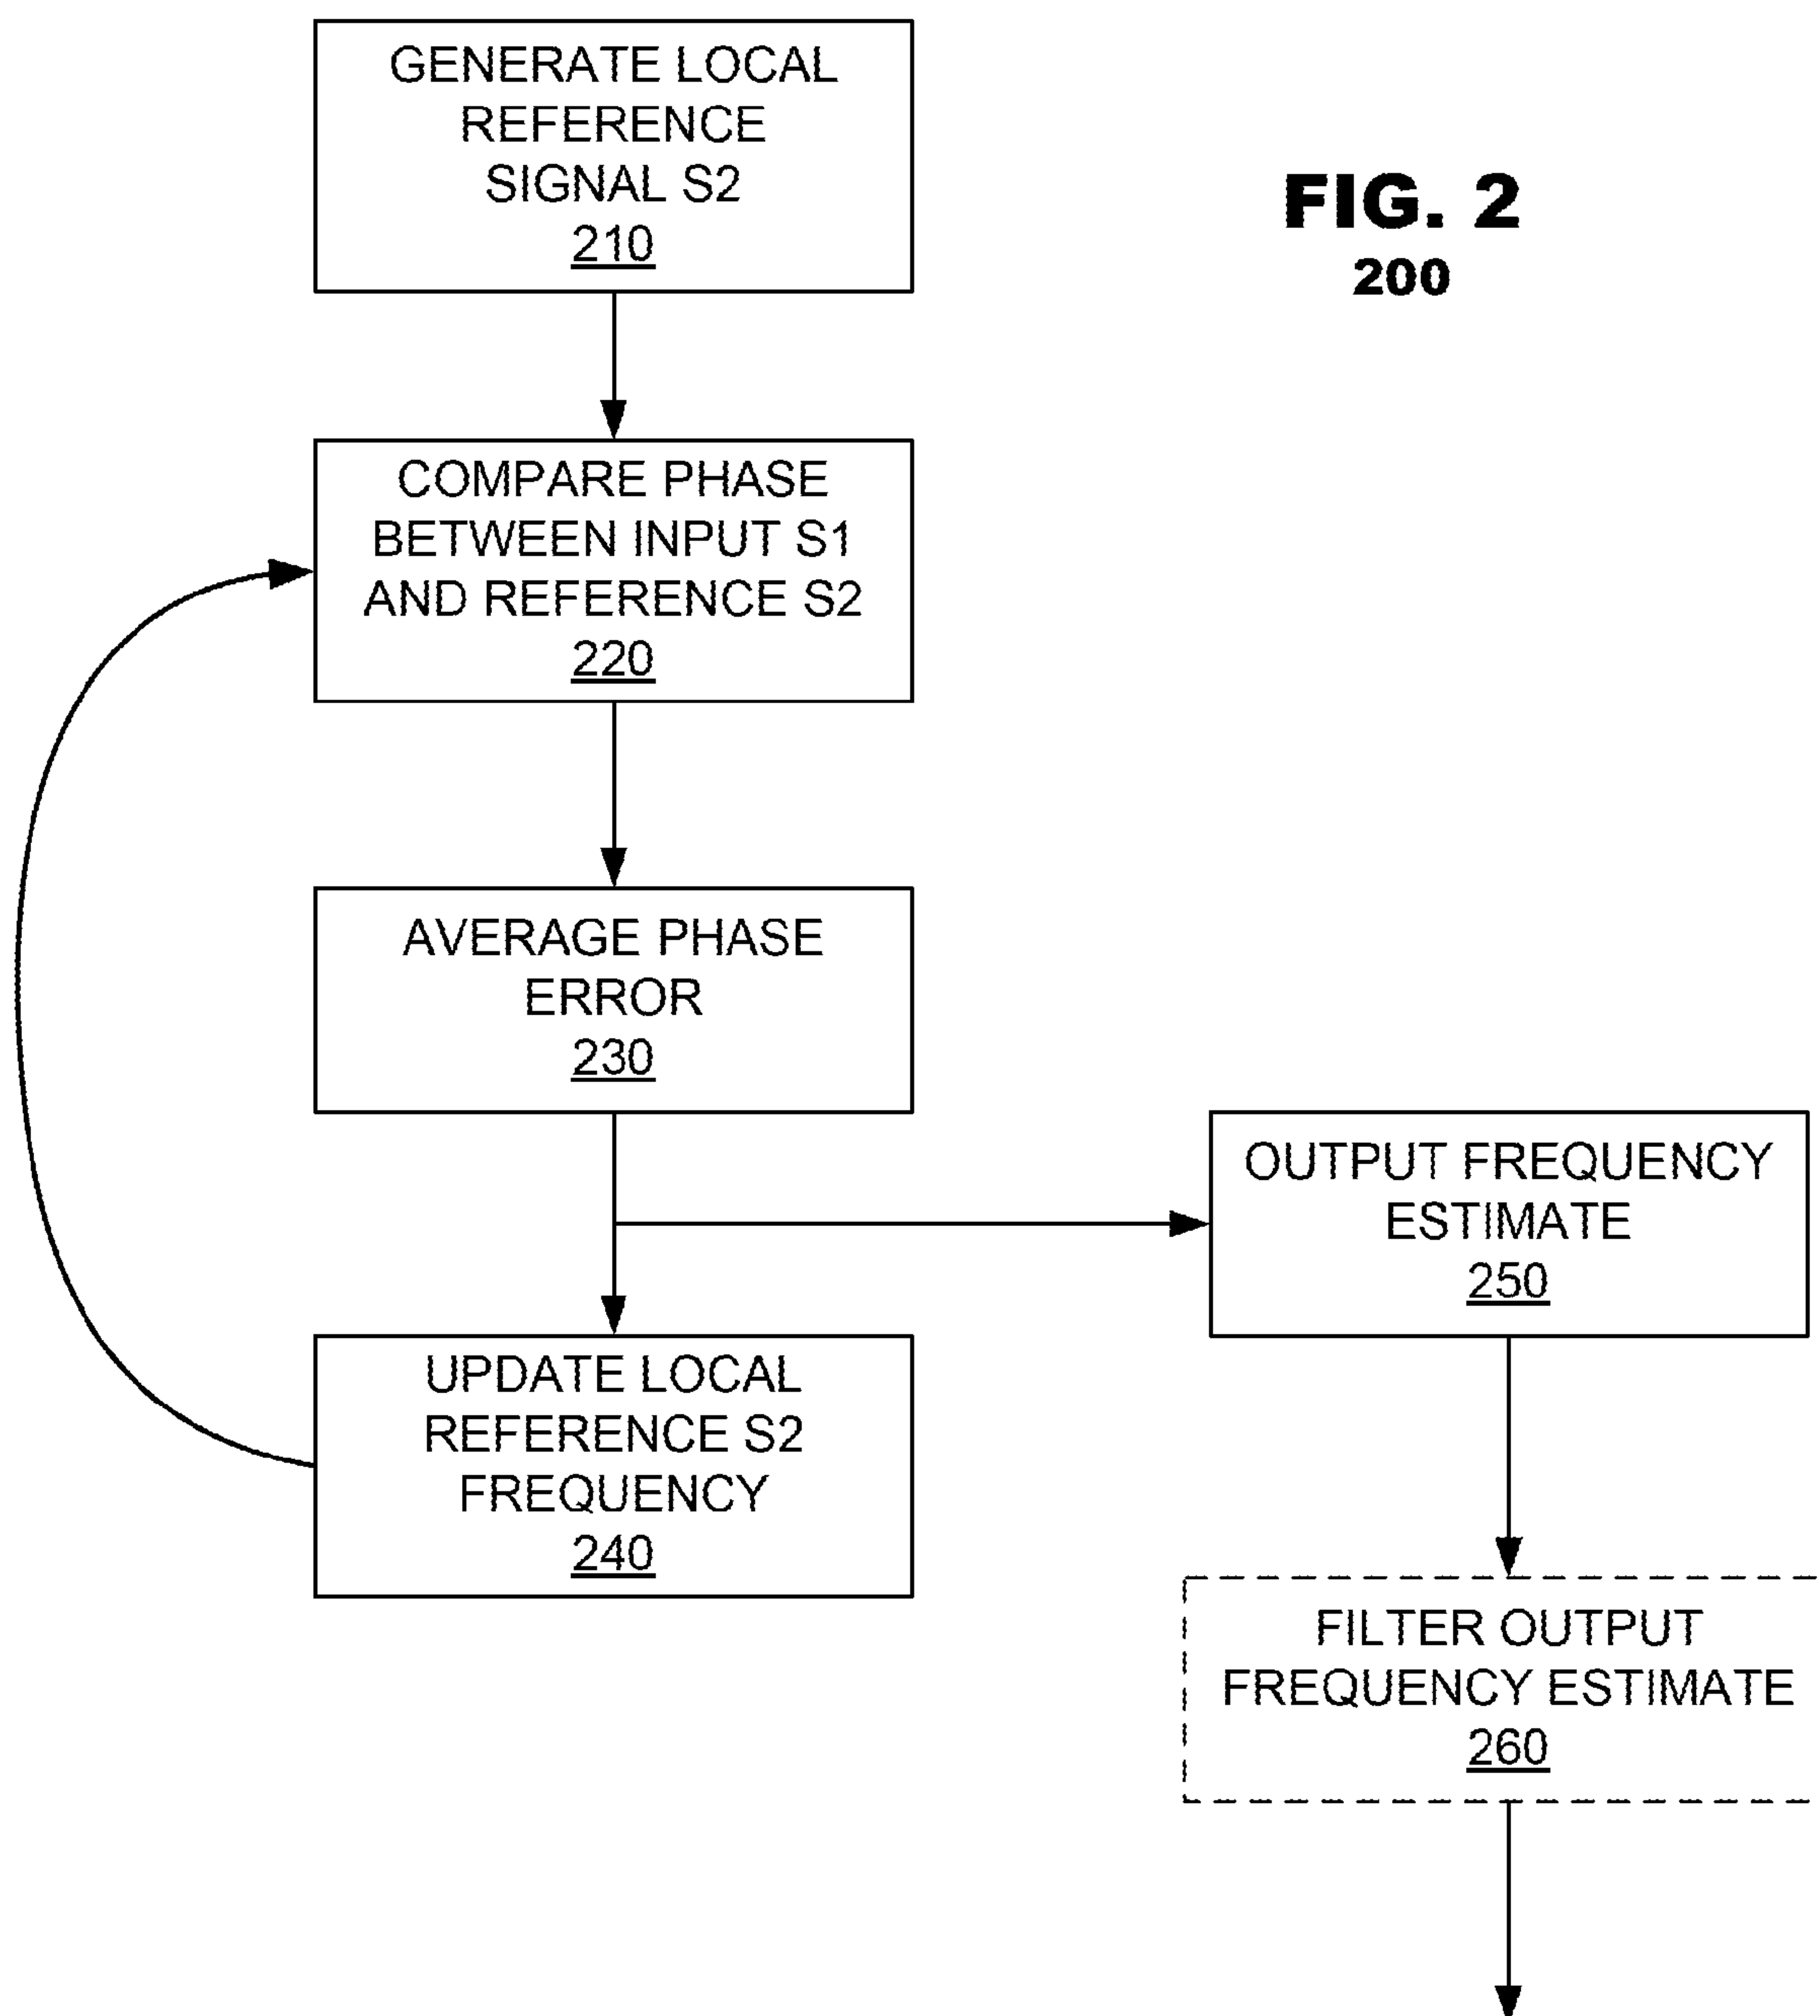 GENERATE LOCAL
REFERENCE
SIGNAL S2
210
FIG. 2
200
COMPARE PHASE
BETWEEN INPUT S1
AND REFERENCE S2
220
AVERAGE PHASE
ERROR
230
OUTPUT FREQUENCY
ESTIMATE
250
UPDATE LOCAL
REFERENCE S2
FREQUENCY
240
FILTER OUTPUT
FREQUENCY ESTIMATE
260